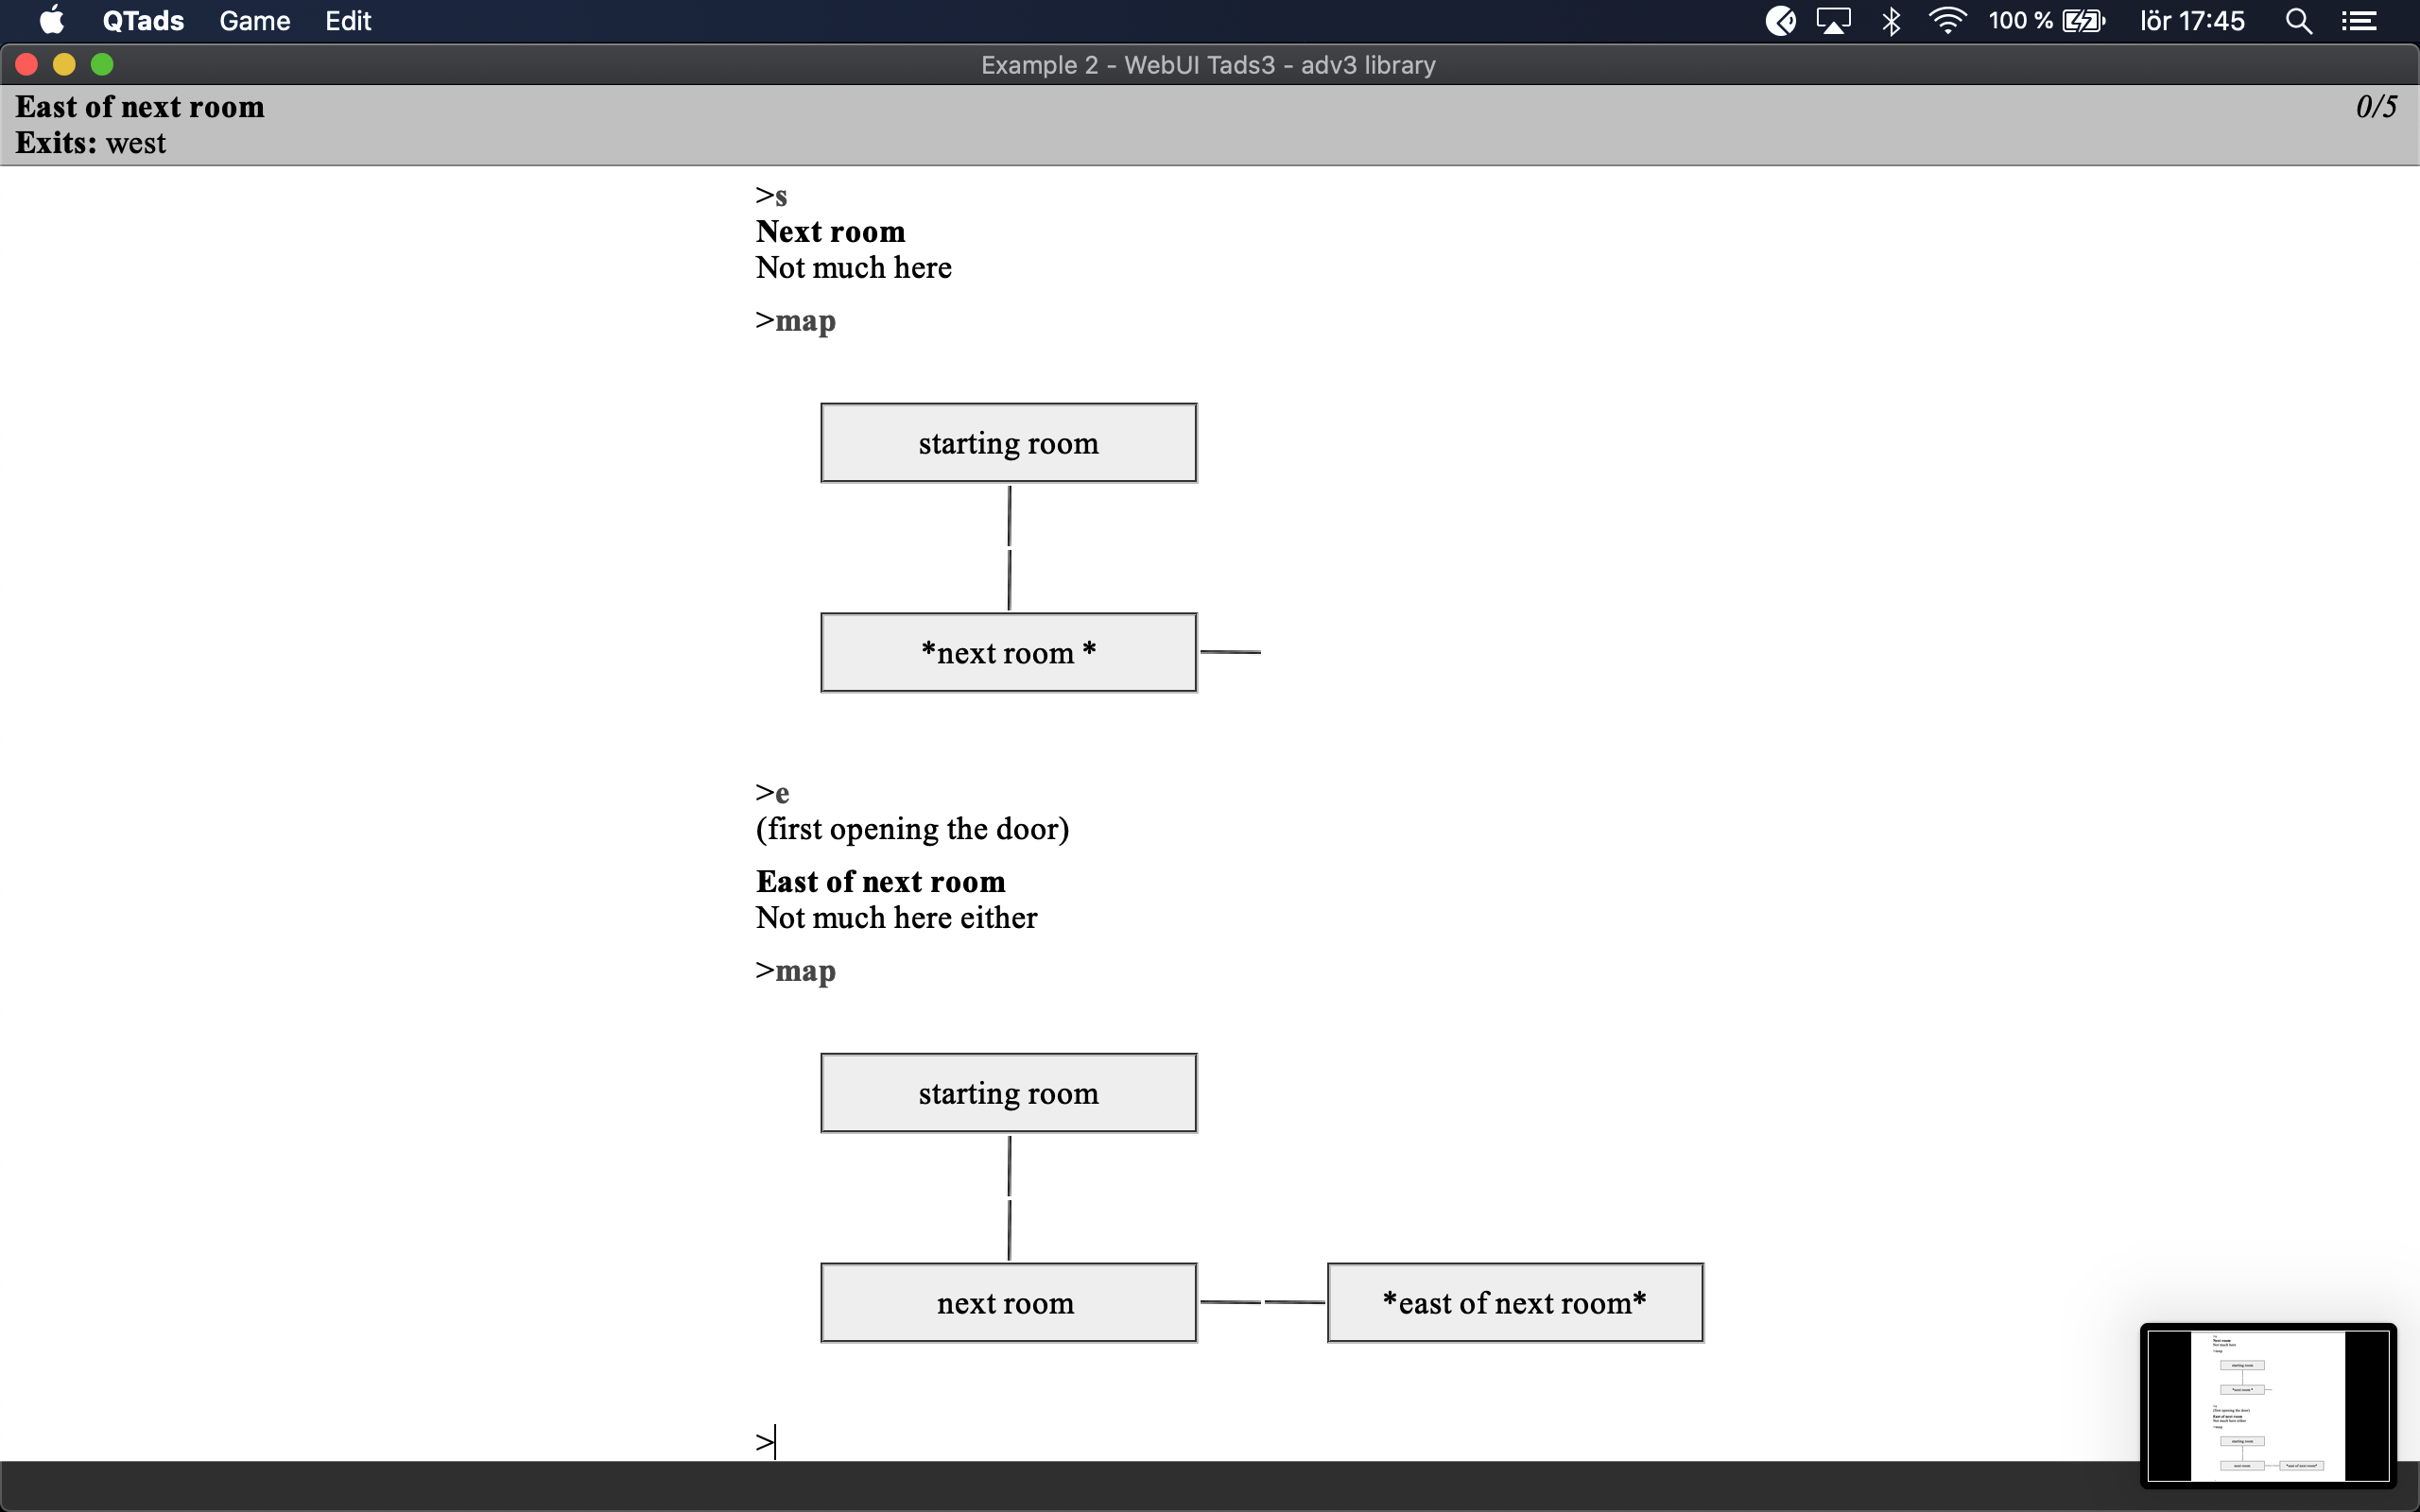 QTads Game Edit 100 % lör 17:45
Example 2 - WebUI Tads3 - adv3 library
East of next room 0/5
Exits: west
>s
Next room
Not much here
>map
starting room
*next room *
>e
(first opening the door)
East of next room
Not much here either
>map
starting room
next room *east of next room*
>